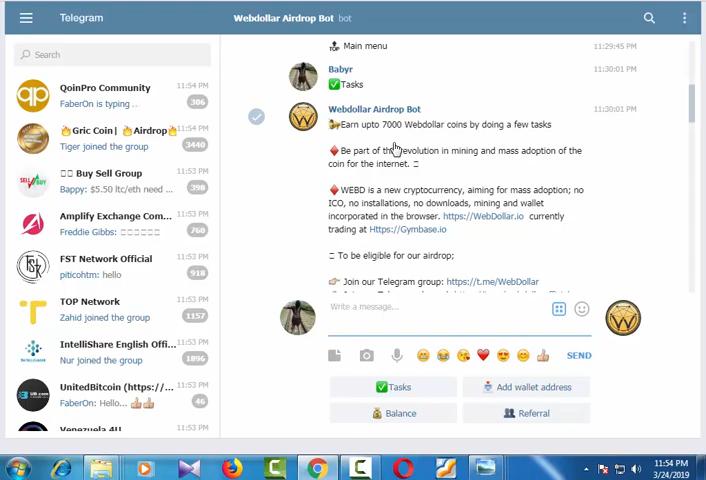 Telegram
Webdollar Airdrop Bot bot
Search
QoinPro Community 11:54 PM
FaberOn is typing .. 306
Gric Coin| Airdrop 11:54 PM
Tiger joined the group 3440
Buy Sell Group 11:53 PM
Bappy: $5.50 ltc/eth need ... 398
Amplify Exchange Com... 11:53 PM
Freddie Gibbs: 760
FST Network Official 11:53 PM
piticohtm: hello 918
TOP Network 11:53 PM
Zahid joined the group 1157
IntelliShare English Offi... 11:53 PM
Nur joined the group 1896
UnitedBitcoin (https:/... 11:53 PM
FaberOn: Hello... 46
Venezuela 4U 11:53 PM
Main menu 11:29:45 PM
Babyr 11:30:01 PM
Tasks
Webdollar Airdrop Bot 11:30:01 PM
Earn upto 7000 Webdollar coins by doing a few tasks
Be part of the revolution in mining and mass adoption of the
coin for the internet.
WEBD is a new cryptocurrency, aiming for mass adoption; no
ICO, no installations, no downloads, mining and wallet
incorporated in the browser. https://WebDollar.io currently
trading at Https://Gymbase.io
To be eligible for our airdrop;
Join our Telegram group: https://t.me/WebDollar
Write a message...
SEND
Tasks
Add wallet address
Balance
Referral
11:54 PM
3/24/2019